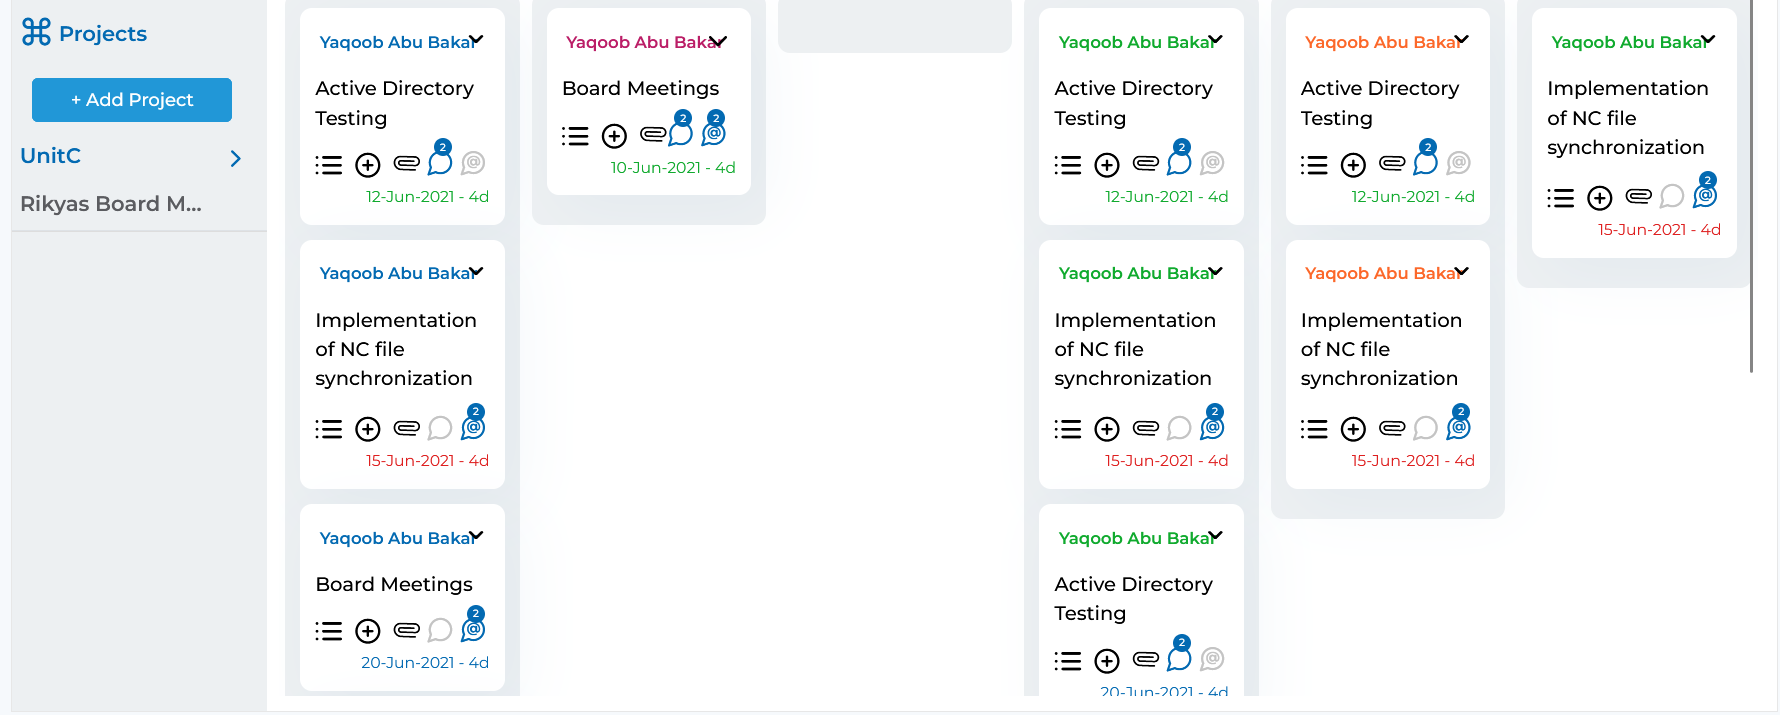 Projects
+ Add Project
UnitC
Rikyas Board M...
Yaqoob Abu Bakar
Active Directory
Testing
2
12-Jun-2021 - 4d
Yaqoob Abu Bakar
Implementation
of NC file
synchronization
2
15-Jun-2021 - 4d
Yaqoob Abu Bakar
Board Meetings
2
20-Jun-2021 - 4d
Yaqoob Abu Bakar
Board Meetings
2
2
10-Jun-2021 - 4d
Yaqoob Abu Bakar
Active Directory
Testing
2
12-Jun-2021 - 4d
Yaqoob Abu Bakar
Implementation
of NC file
synchronization
2
15-Jun-2021 - 4d
Yaqoob Abu Bakar
Active Directory
Testing
2
20-Jun-2021 - 4d
Yaqoob Abu Bakar
Active Directory
Testing
2
12-Jun-2021 - 4d
Yaqoob Abu Bakar
Implementation
of NC file
synchronization
2
15-Jun-2021 - 4d
Yaqoob Abu Bakar
Implementation
of NC file
synchronization
2
15-Jun-2021 - 4d